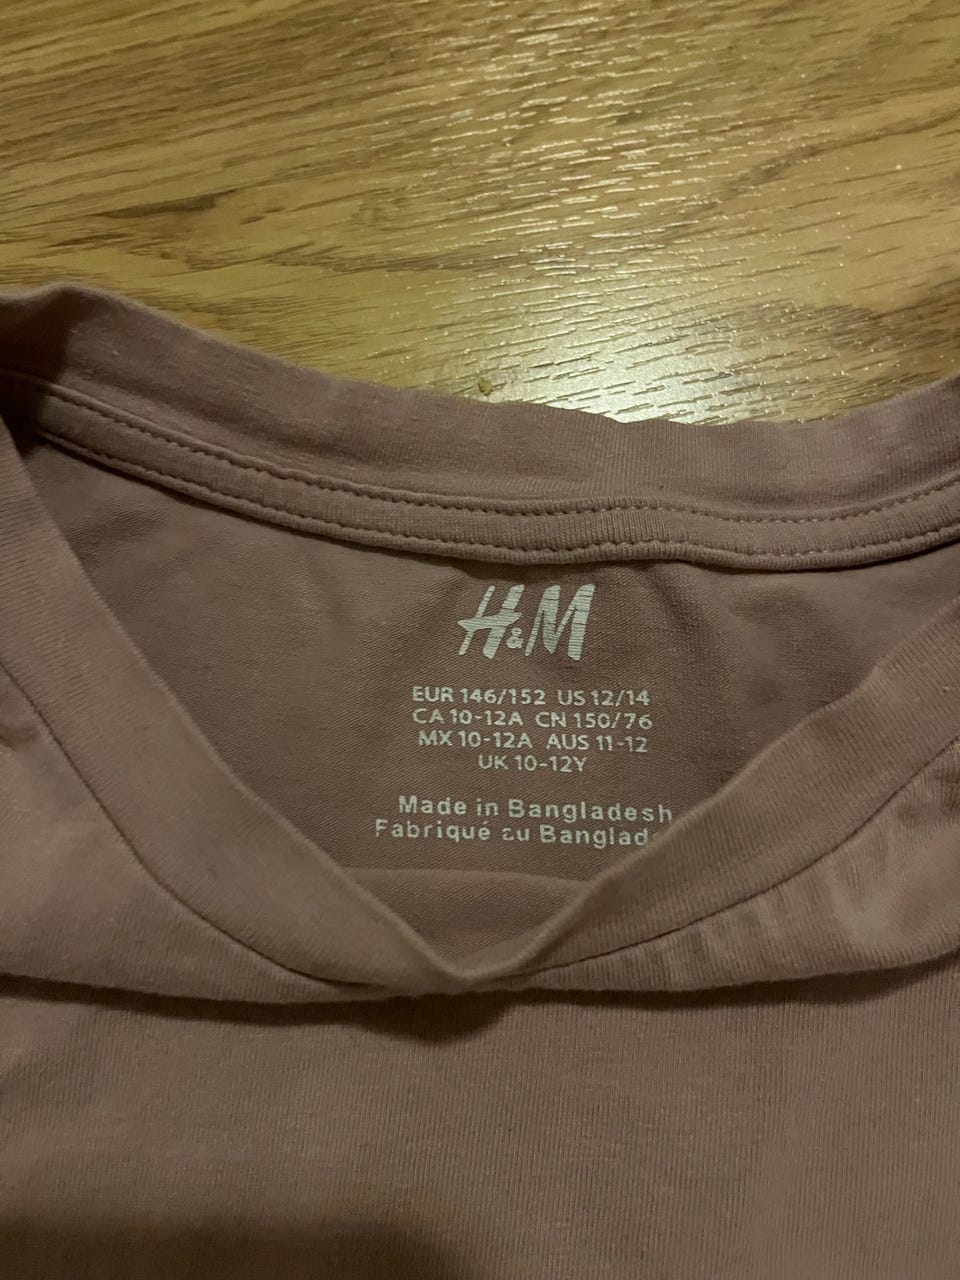 H&M
EUR 146/152 US 12/14
CA 10-12A CN 150/76
MX 10-12A AUS 11-12
UK 10-12Y
Made in Bangladesh
Fabriqué au Banglad